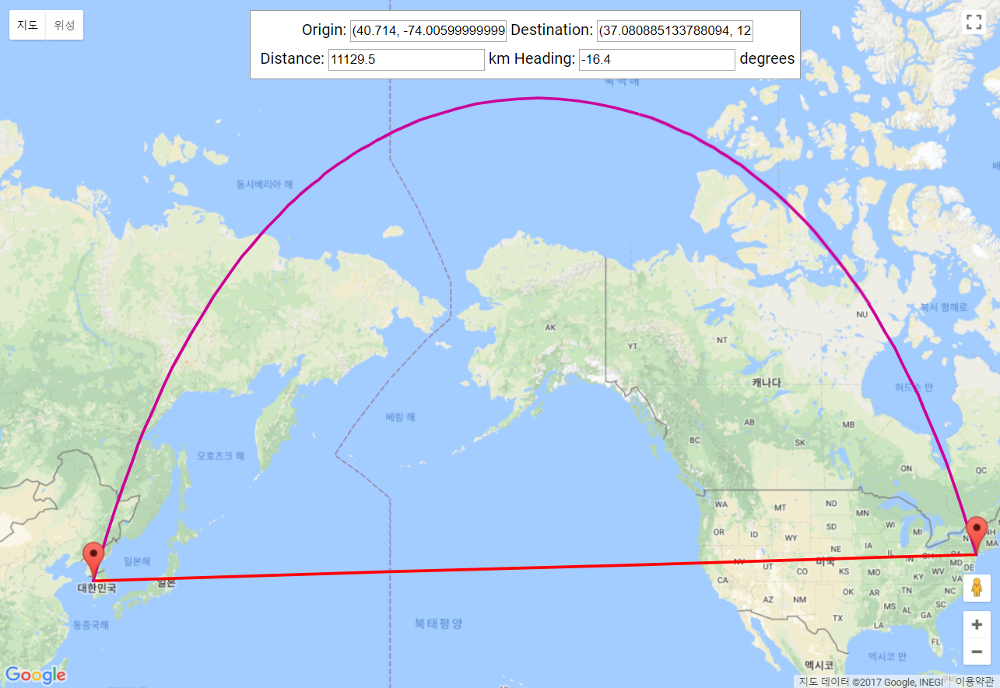 지도 위성
Origin: (40.714, -74.00599999999 Destination: (37.080885133788094, 12
Distance: 11129.5 km Heading: -16.4 degrees
북극해
동시베리아 해
북서 항해로
NU
AK
NT
YT
캐나다
허드슨 만
베링 해
AB
MB
BC
SK
오호츠크 해
ON
QC
WA
MT
ND
MN
OR
ID
SD
WI
MI
NH
WY
NE
IA
IL
IN
OH
PA
MA
일본해
NV
UT
CO
미국
KS
MO
WV
MD
DE
대한민국
일본
CA
KY
VA
OK
AR
TN
NC
AZ
NM
MS
AL
SC
GA
TX
LA
동중국해
북태평양
FL
멕시코 만
멕시코
Google
지도 데이터 ©2017 Google, INEGI 이용약관